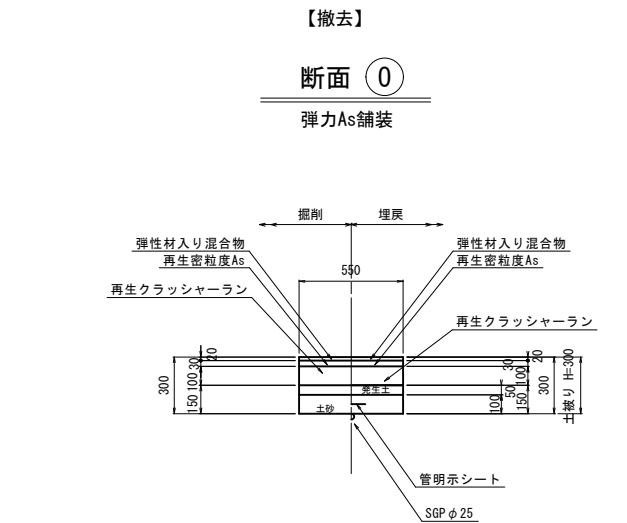 【撤去】
断面 0
弾力As舗装
掘削 埋戻
弾性材入り混合物 弾性材入り混合物
再生密粒度As 再生密粒度As
550
再生クラッシャーラン
再生クラッシャーラン
300
20
30
100
150
発生土
土砂
20
30
100
50
100
150
300
土被り H=300
管明示シート
SGPφ25